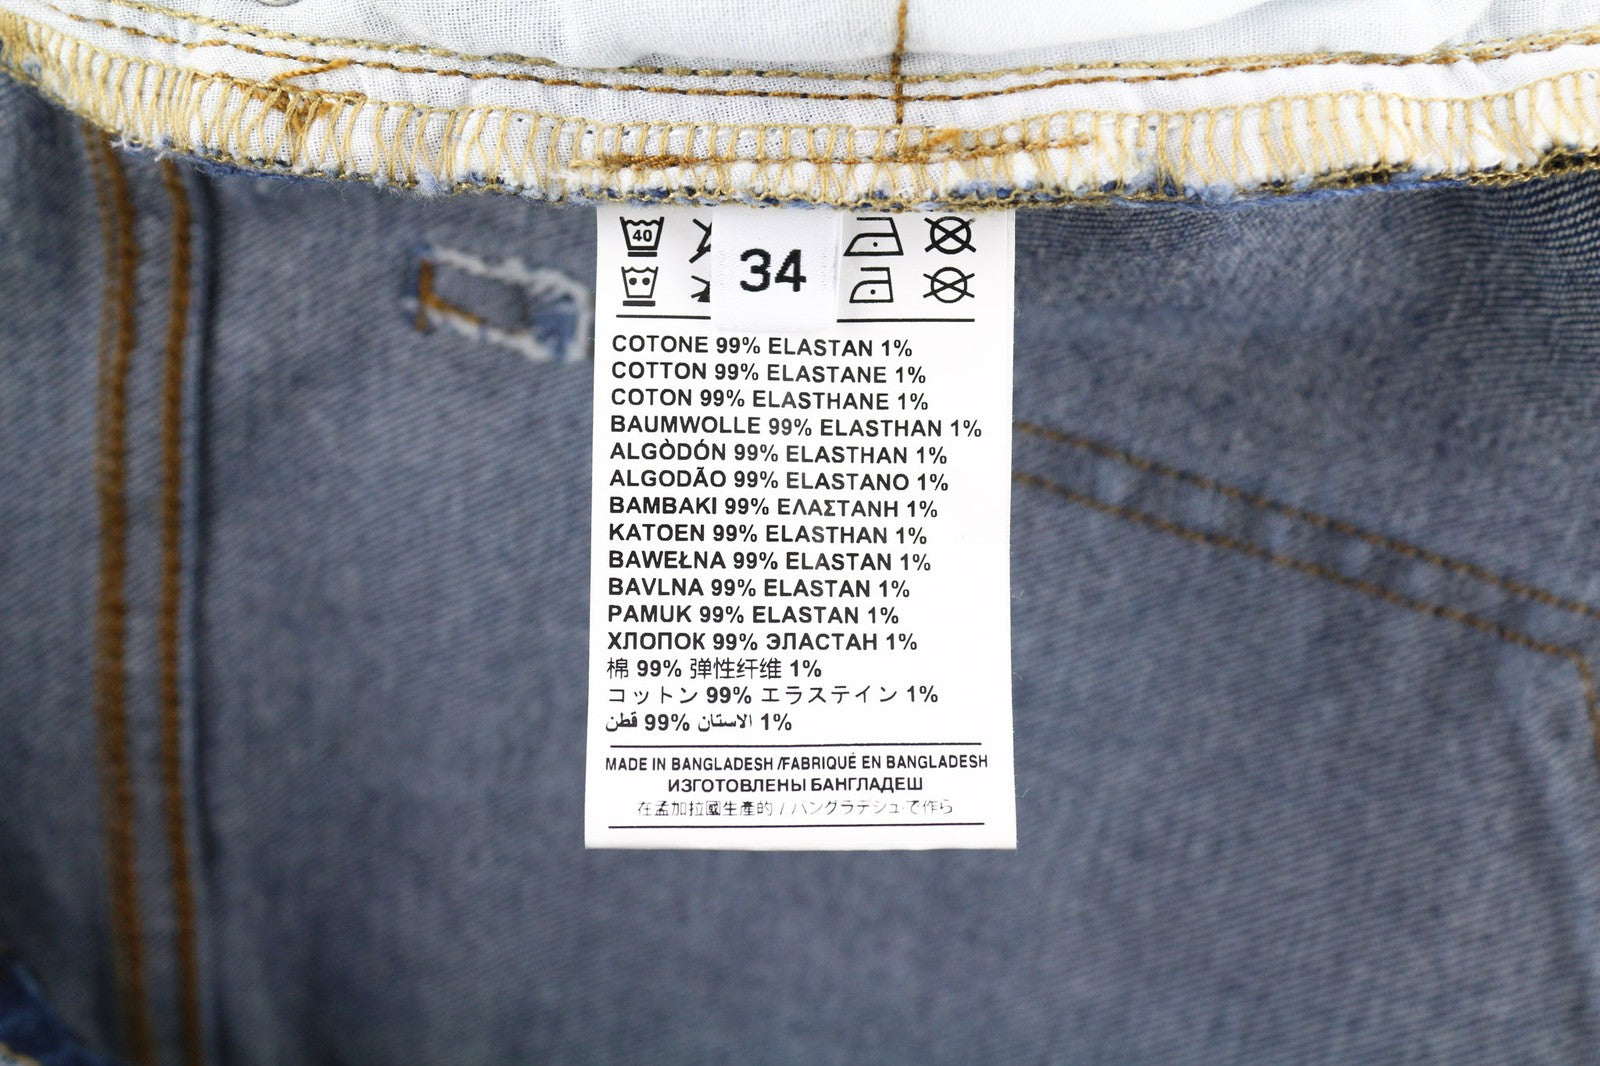 40
34
COTONE 99% ELASTAN 1%
COTTON 99% ELASTANE 1%
COTON 99% ELASTHANE 1%
BAUMWOLLE 99% ELASTHAN 1%
ALGÒDÓN 99% ELASTHAN 1%
ALGODÃO 99% ELASTANO 1%
BAMBAKI 99% ΕΛΑΣΤΑΝΗ 1%
KATOEN 99% ELASTHAN 1%
BAWEŁNA 99% ELASTAN 1%
BAVLNA 99% ELASTAN 1%
PAMUK 99% ELASTAN 1%
ХЛОПОК 99% ЭЛАСТАН 1%
棉 99% 弹性纤维 1%
コットン 99% エラステイン 1%
قطن 99% الاستان 1%
MADE IN BANGLADESH /FABRIQUÉ EN BANGLADESH
ИЗГОТОВЛЕНЫ БАНГЛАДЕШ
在孟加拉國生產的 / バングラデシュで作ら